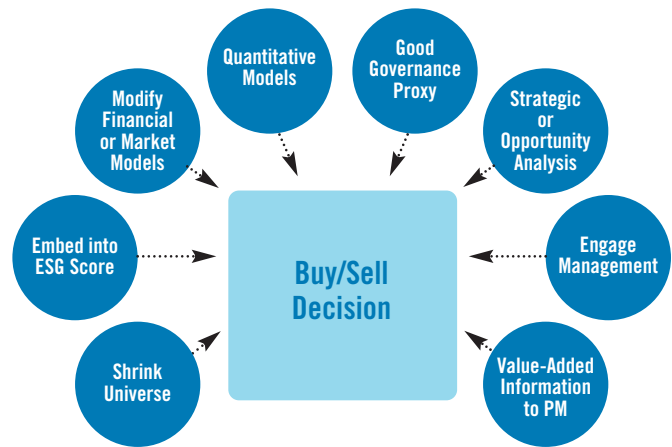 Quantitative
Models
Good
Governance
Proxy
Modify
Financial
or Market
Models
Strategic
or
Opportunity
Analysis
Embed into
ESG Score
Buy/Sell
Decision
Engage
Management
Shrink
Universe
Value-Added
Information
to PM